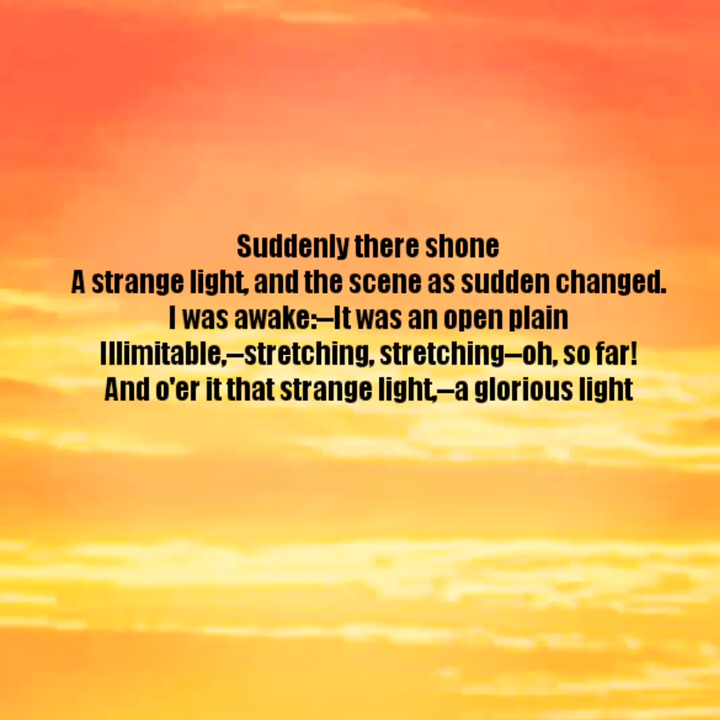 Suddenly there shone
A strange light, and the scene as sudden changed.
I was awake:—It was an open plain
Illimitable,—stretching, stretching—oh, so far!
And o'er it that strange light,—a glorious light